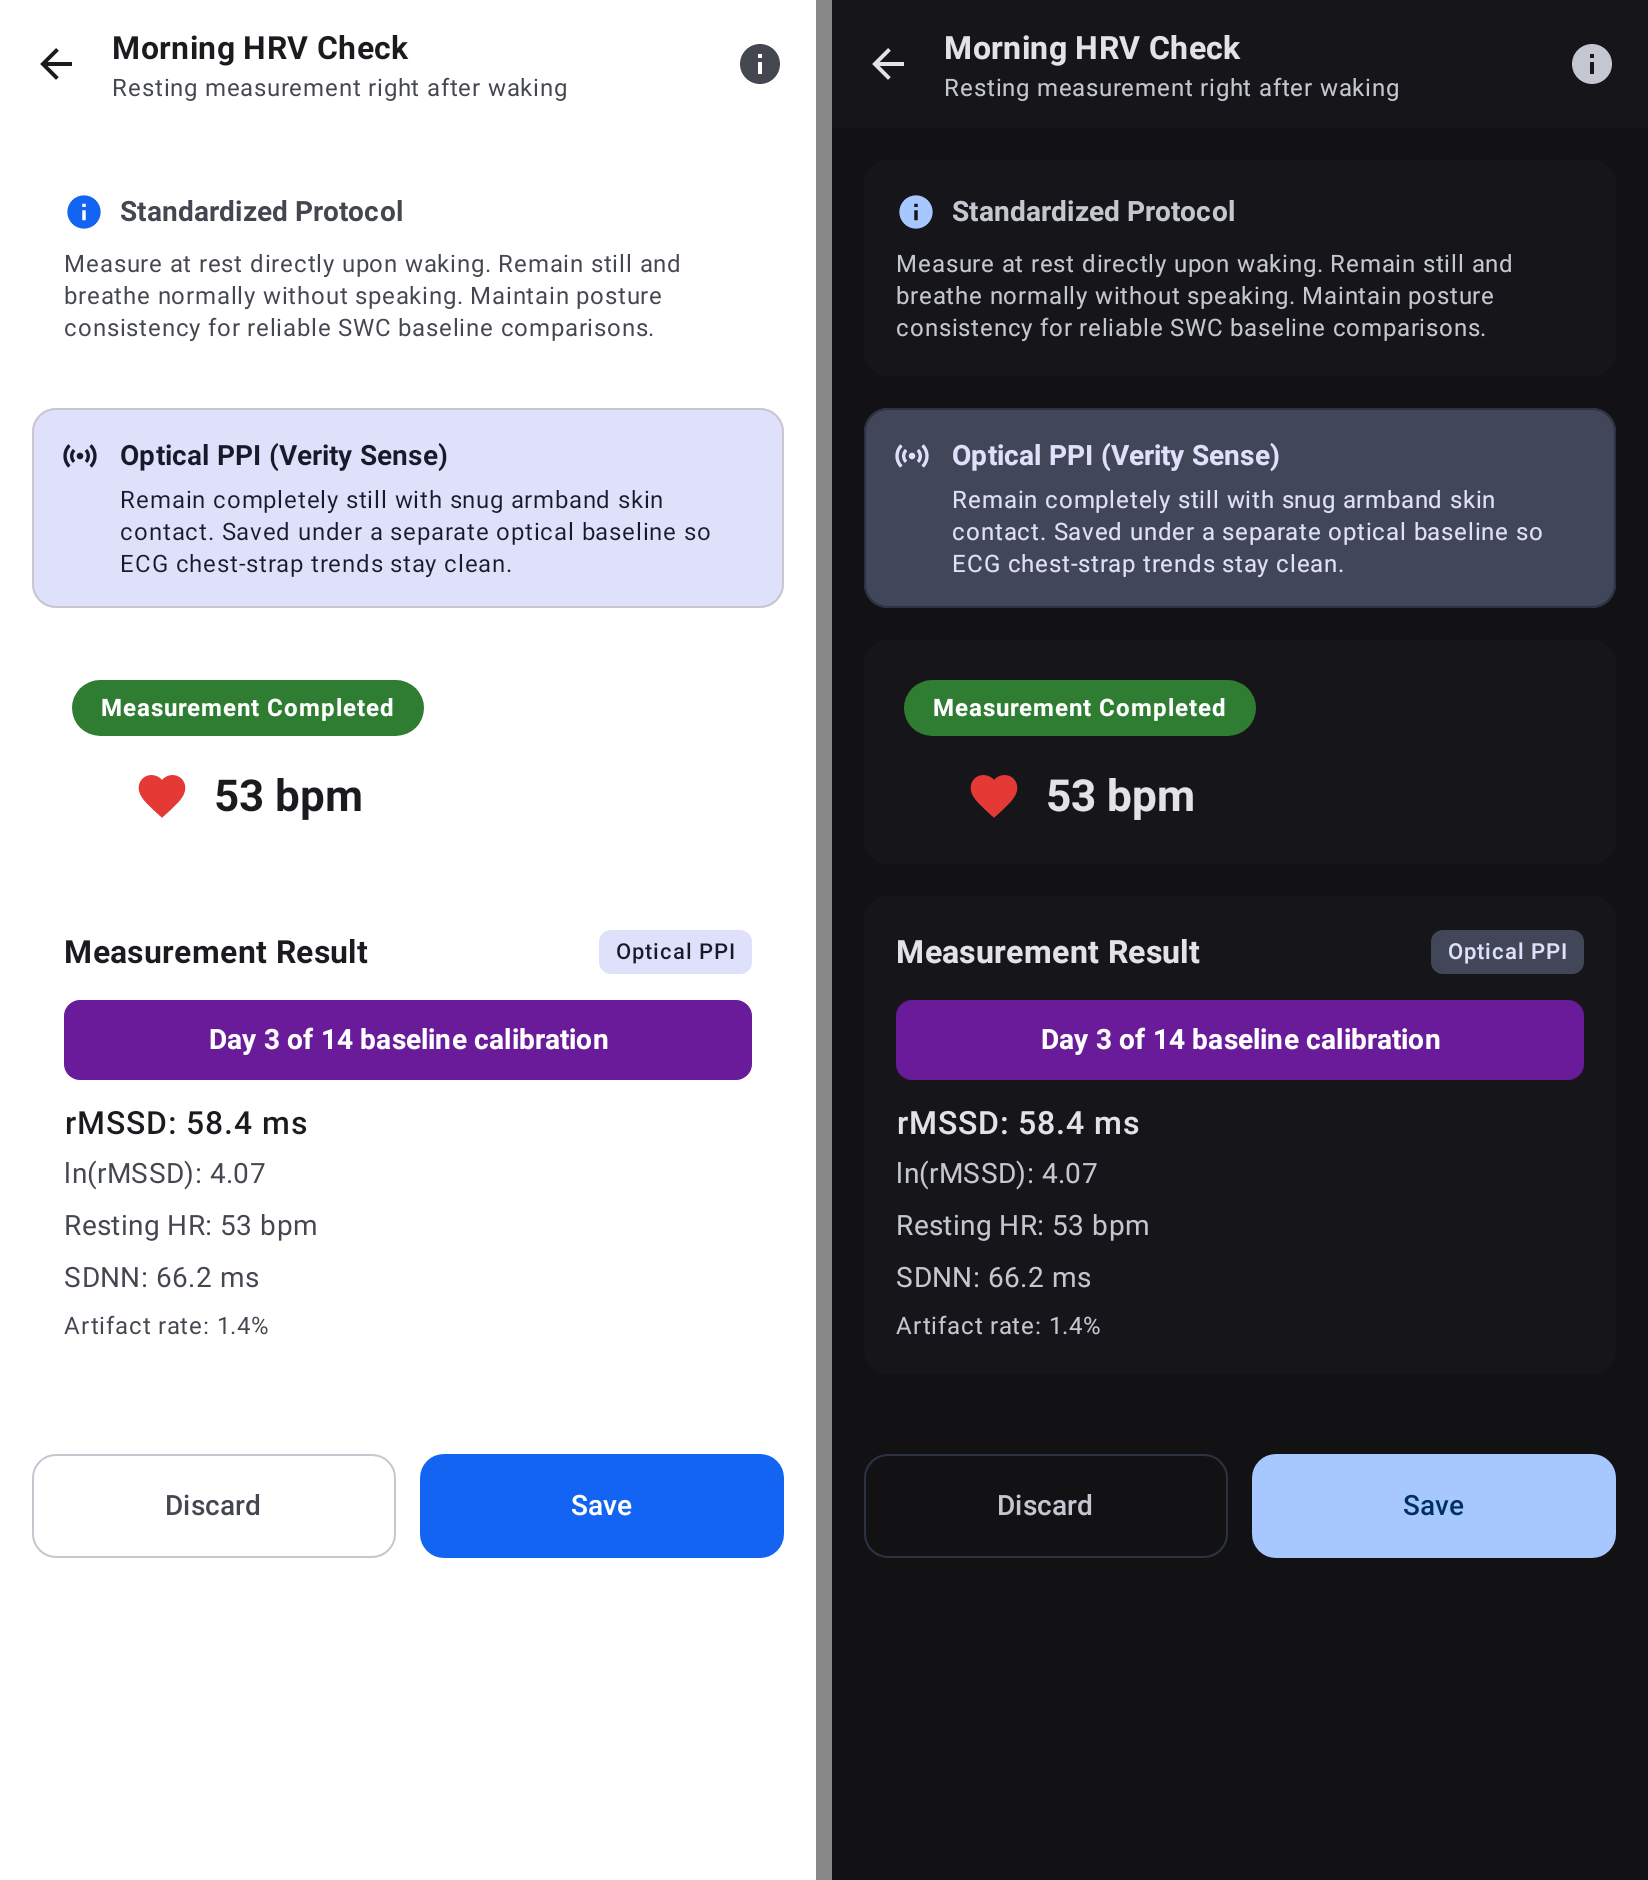 Morning HRV Check
Resting measurement right after waking
Standardized Protocol
Measure at rest directly upon waking. Remain still and
breathe normally without speaking. Maintain posture
consistency for reliable SWC baseline comparisons.
Optical PPI (Verity Sense)
Remain completely still with snug armband skin
contact. Saved under a separate optical baseline so
ECG chest-strap trends stay clean.
Measurement Completed
53 bpm
Measurement Result
Optical PPI
Day 3 of 14 baseline calibration
rMSSD: 58.4 ms
ln(rMSSD): 4.07
Resting HR: 53 bpm
SDNN: 66.2 ms
Artifact rate: 1.4%
Discard
Save
Morning HRV Check
Resting measurement right after waking
Standardized Protocol
Measure at rest directly upon waking. Remain still and
breathe normally without speaking. Maintain posture
consistency for reliable SWC baseline comparisons.
Optical PPI (Verity Sense)
Remain completely still with snug armband skin
contact. Saved under a separate optical baseline so
ECG chest-strap trends stay clean.
Measurement Completed
53 bpm
Measurement Result
Optical PPI
Day 3 of 14 baseline calibration
rMSSD: 58.4 ms
ln(rMSSD): 4.07
Resting HR: 53 bpm
SDNN: 66.2 ms
Artifact rate: 1.4%
Discard
Save